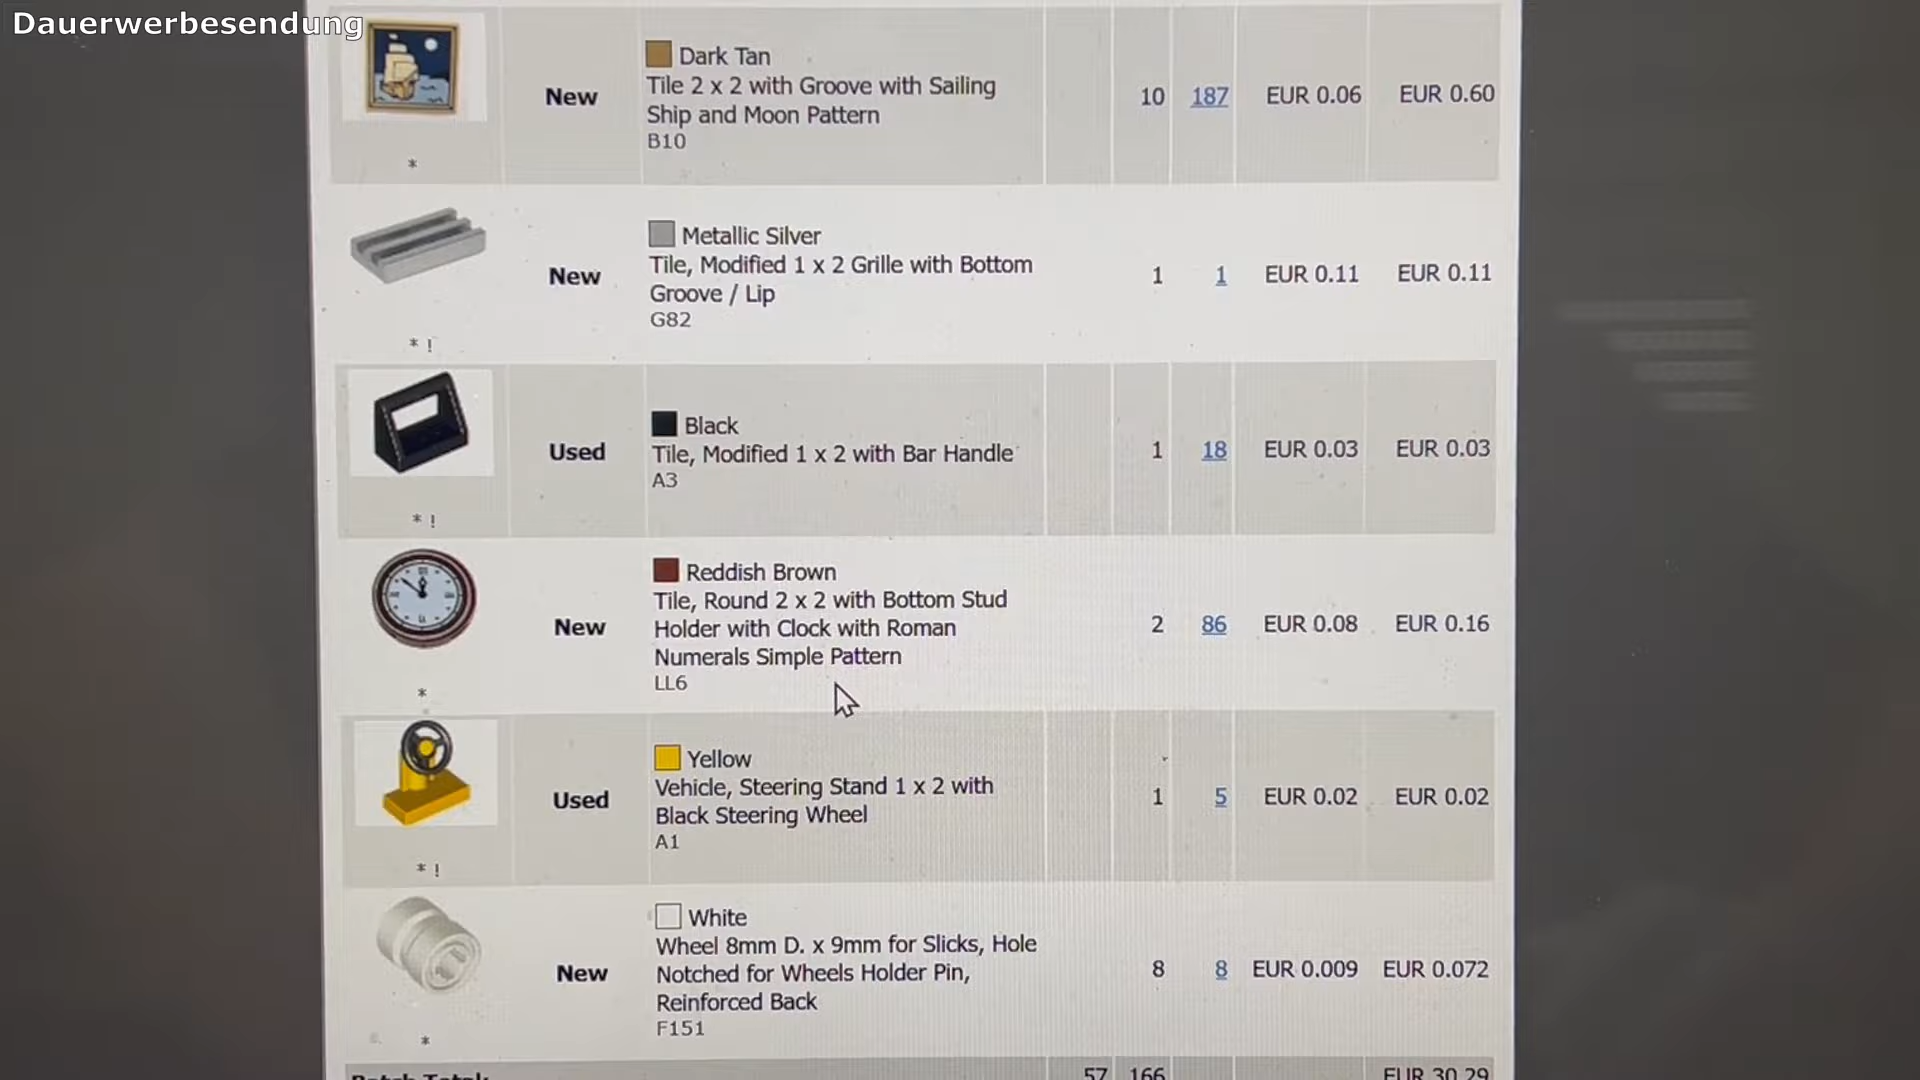 Dauerwerbesendung
Dark Tan
New
Tile 2 x 2 with Groove with Sailing
Ship and Moon Pattern
B10
10 187 EUR 0.06 EUR 0.60
*
Metallic Silver
New
Tile, Modified 1 x 2 Grille with Bottom
Groove / Lip
G82
1 1 EUR 0.11 EUR 0.11
* !
Black
Used
Tile, Modified 1 x 2 with Bar Handle
A3
1 18 EUR 0.03 EUR 0.03
* !
Reddish Brown
New
Tile, Round 2 x 2 with Bottom Stud
Holder with Clock with Roman
Numerals Simple Pattern
LL6
2 86 EUR 0.08 EUR 0.16
*
Yellow
Used
Vehicle, Steering Stand 1 x 2 with
Black Steering Wheel
A1
1 5 EUR 0.02 EUR 0.02
* !
White
New
Wheel 8mm D. x 9mm for Slicks, Hole
Notched for Wheels Holder Pin,
Reinforced Back
F151
8 8 EUR 0.009 EUR 0.072
*
Batch Total: 57 166 EUR 30.29